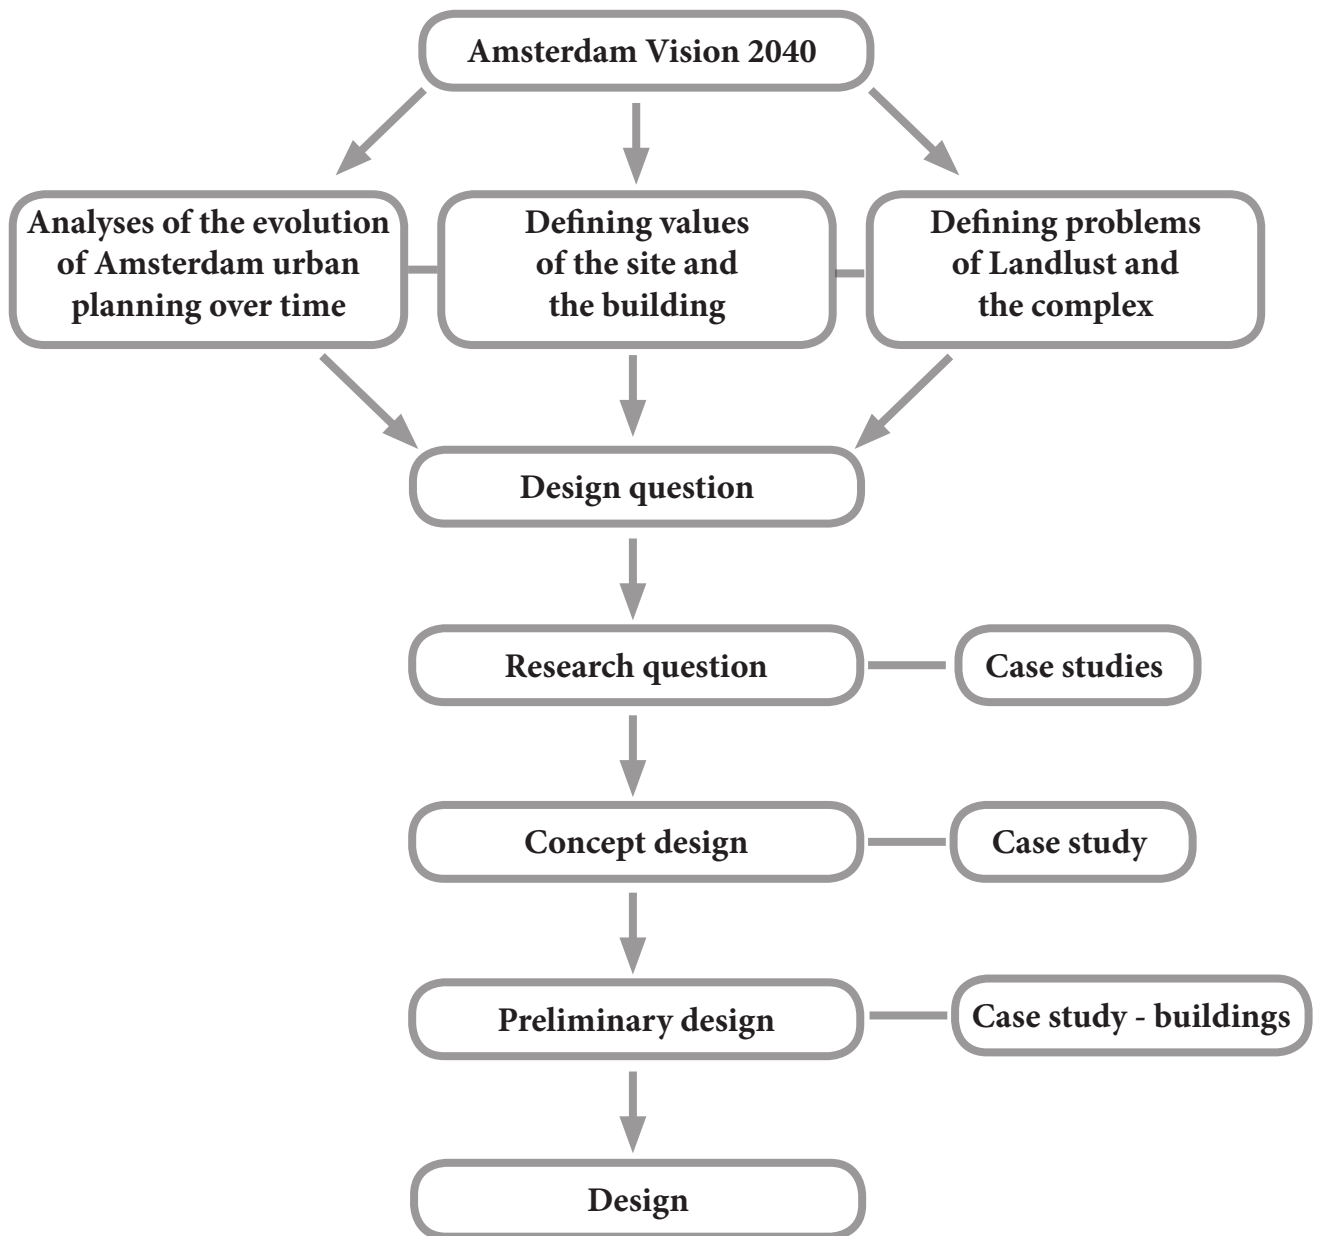 Amsterdam Vision 2040
Analyses of the evolution
of Amsterdam urban
planning over time
Defining values
of the site and
the building
Defining problems
of Landlust and
the complex
Design question
Research question
Case studies
Concept design
Case study
Preliminary design
Case study - buildings
Design